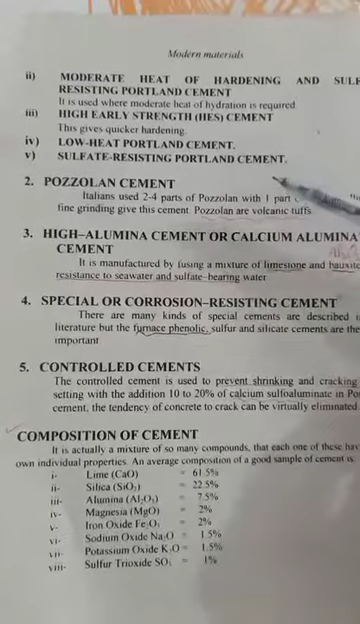 Modern materials
ii) MODERATE HEAT OF HARDENING AND SULF
RESISTING PORTLAND CEMENT
It is used where moderate heat of hydration is required
iii) HIGH EARLY STRENGTH (HES) CEMENT
This gives quicker hardening.
iv) LOW-HEAT PORTLAND CEMENT.
v) SULFATE-RESISTING PORTLAND CEMENT.
2. POZZOLAN CEMENT
Italians used 2-4 parts of Pozzolan with 1 part
fine grinding give this cement Pozzolan are volcanic tuffs
3. HIGH-ALUMINA CEMENT OR CALCIUM ALUMINA
CEMENT
It is manufactured by fusing a mixture of limestone and bauxite
resistance to seawater and sulfate-bearing water
4. SPECIAL OR CORROSION-RESISTING CEMENT
There are many kinds of special cements are described i
literature but the furnace phenolic, sulfur and silicate cements are the
important
5. CONTROLLED CEMENTS
The controlled cement is used to prevent shrinking and cracking
setting with the addition 10 to 20% of calcium sulfoaluminate in Po
cement, the tendency of concrete to crack can be virtually eliminated.
COMPOSITION OF CEMENT
It is actually a mixture of so many compounds, that each one of these hav
own individual properties. An average composition of a good sample of cement is
i- Lime (CaO) = 61.5%
ii- Silica (SiO₂) = 22.5%
iii- Alumina (Al₂O₃) = 7.5%
iv- Magnesia (MgO) = 2%
v- Iron Oxide Fe₂O₃ = 2%
vi- Sodium Oxide Na₂O = 1.5%
vii- Potassium Oxide K₂O = 1.5%
viii- Sulfur Trioxide SO₃ = 1%